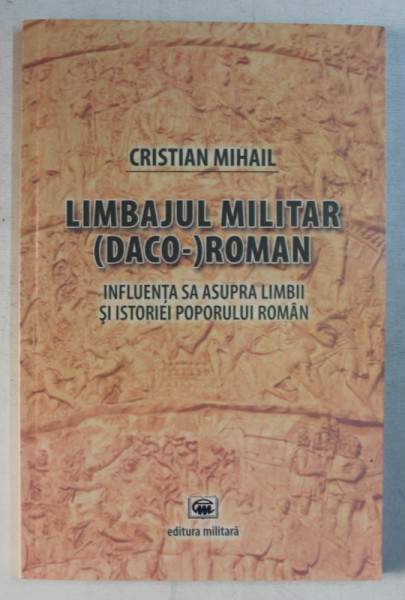 CRISTIAN MIHAIL
LIMBAJUL MILITAR
(DACO-)ROMAN
INFLUENȚA SA ASUPRA LIMBII
ȘI ISTORIEI POPORULUI ROMÂN
editura militară